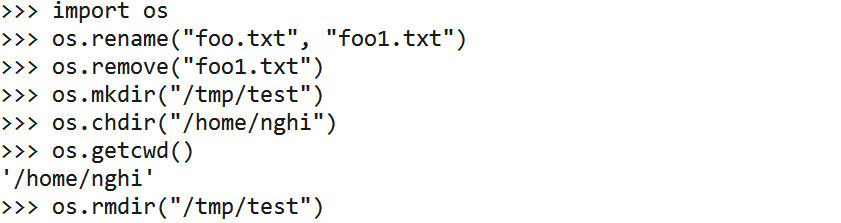 >>> import os
>>> os.rename("foo.txt", "foo1.txt")
>>> os.remove("foo1.txt")
>>> os.mkdir("/tmp/test")
>>> os.chdir("/home/nghi")
>>> os.getcwd()
'/home/nghi'
>>> os.rmdir("/tmp/test")